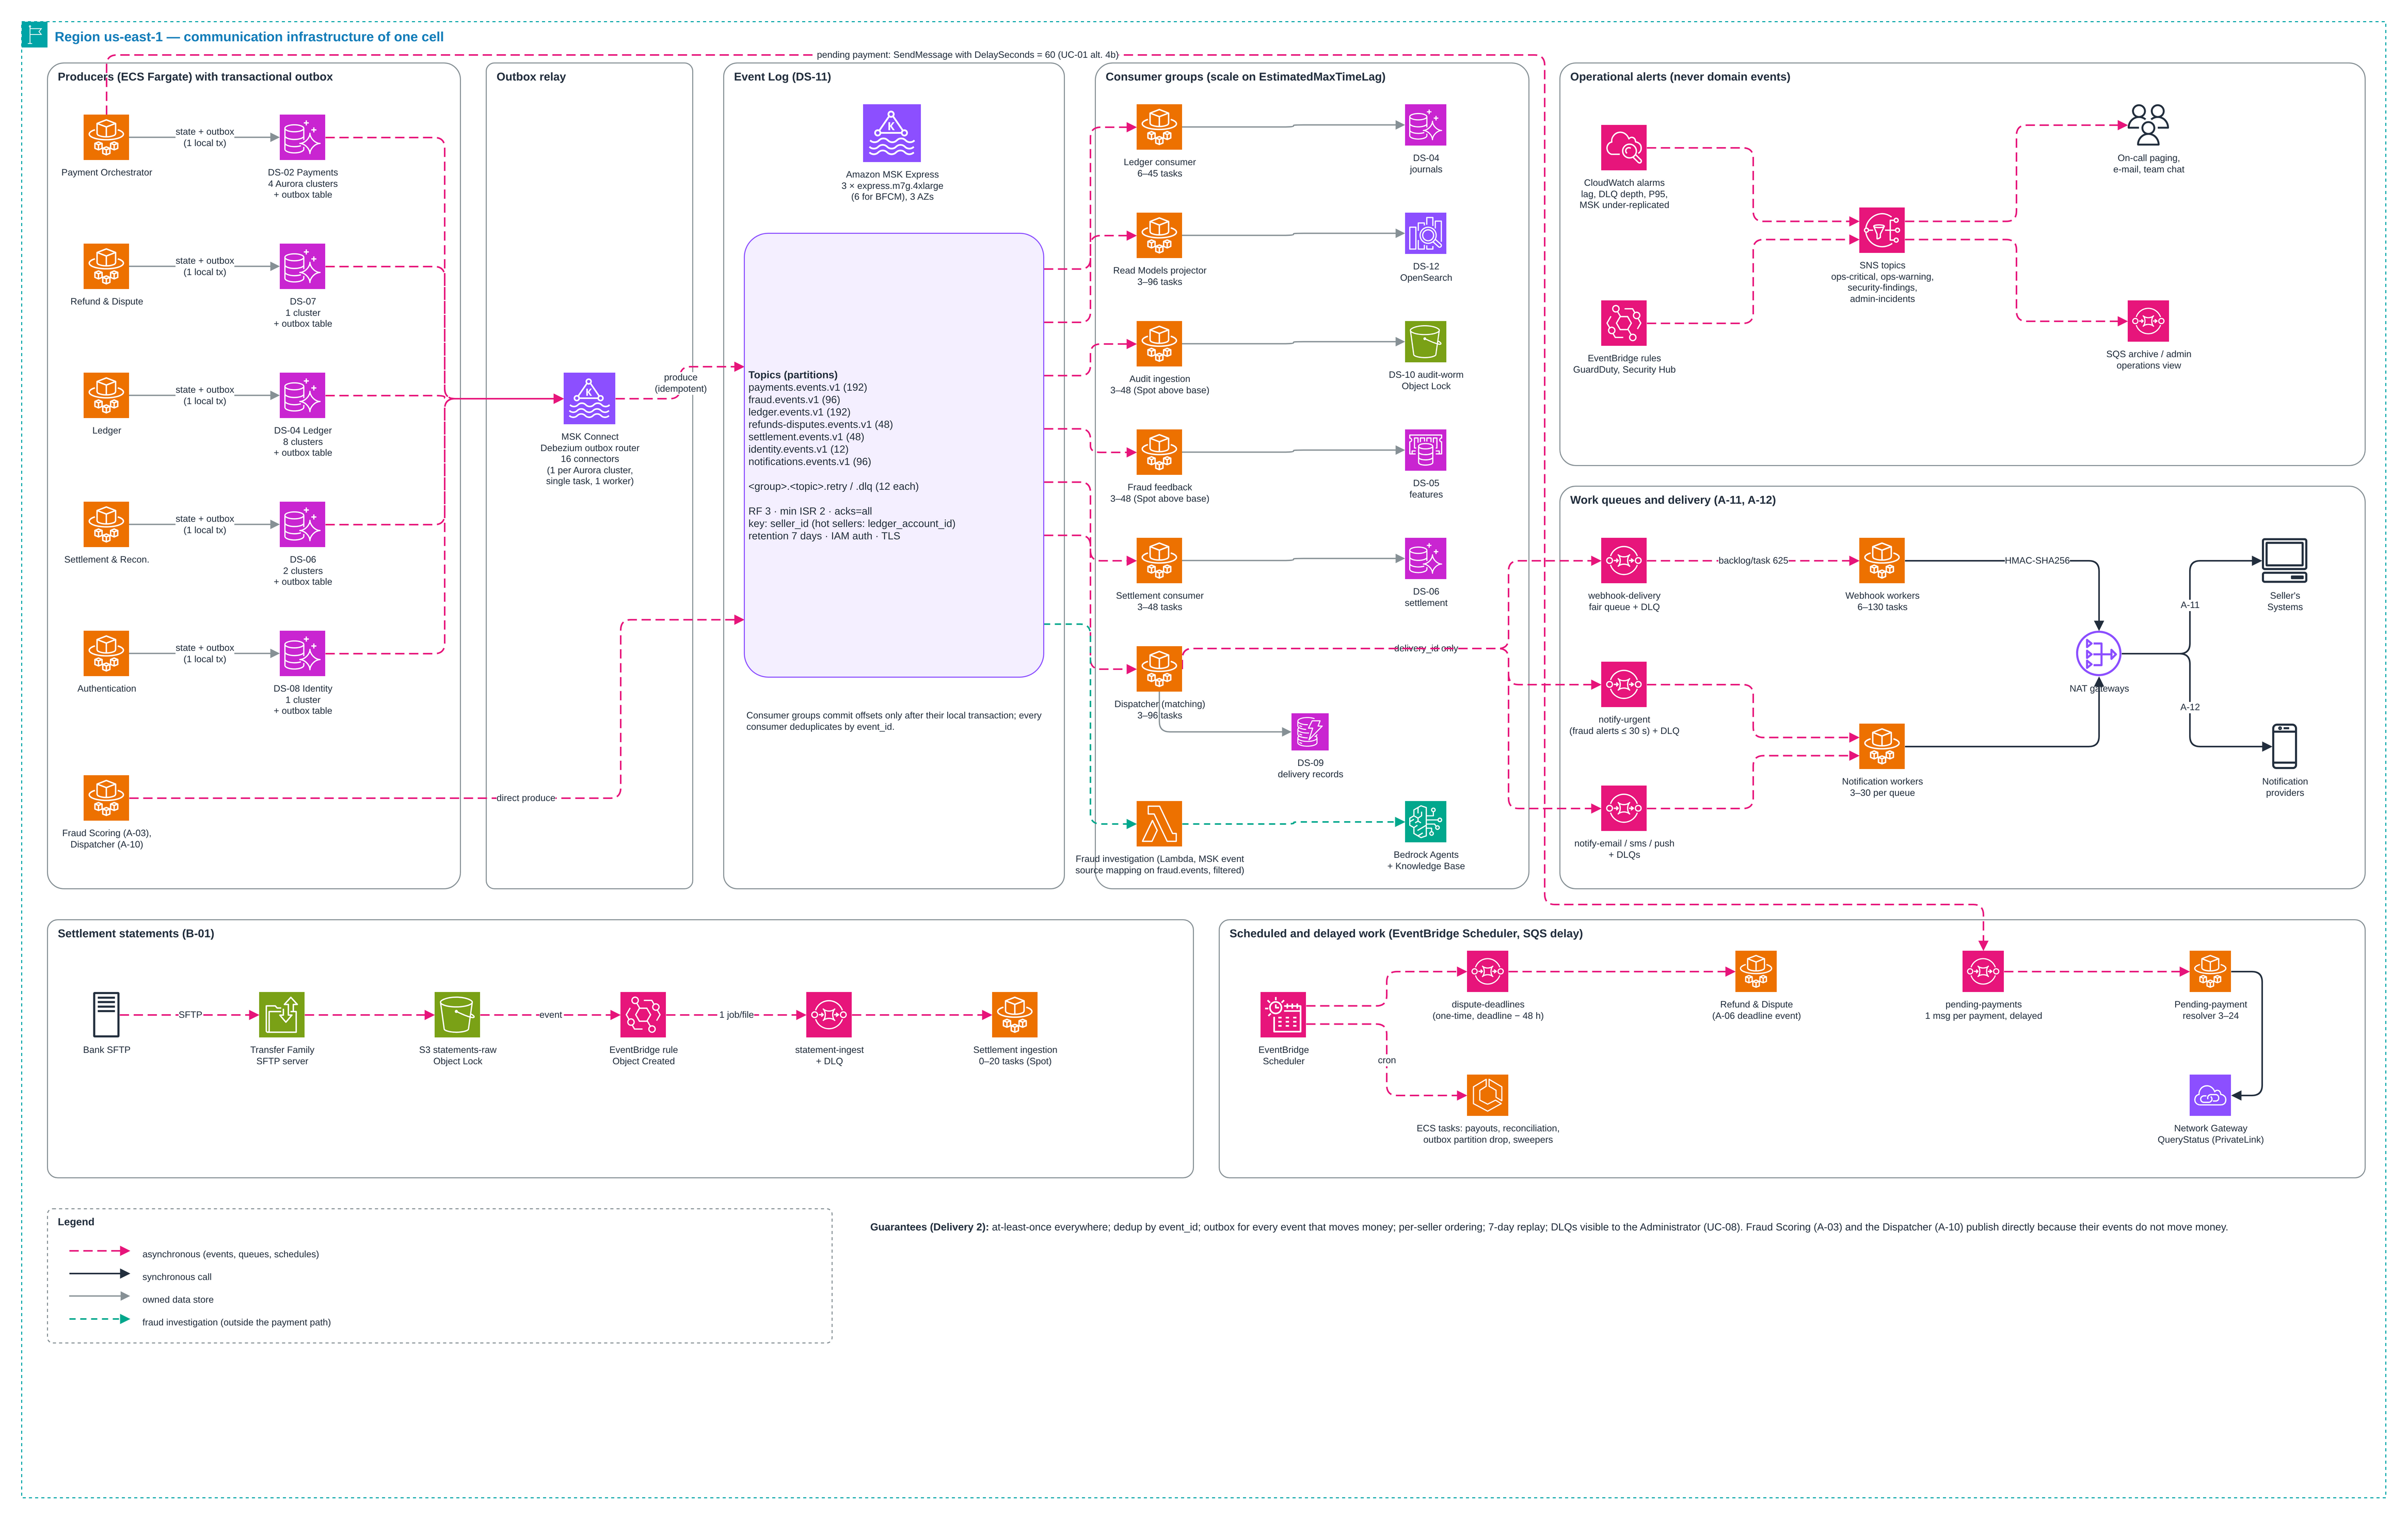 Region us-east-1 — communication infrastructure of one cell
pending payment: SendMessage with DelaySeconds = 60 (UC-01 alt. 4b)
Producers (ECS Fargate) with transactional outbox
Payment Orchestrator
state + outbox
(1 local tx)
DS-02 Payments
4 Aurora clusters
+ outbox table
Refund & Dispute
state + outbox
(1 local tx)
DS-07
1 cluster
+ outbox table
Ledger
state + outbox
(1 local tx)
DS-04 Ledger
8 clusters
+ outbox table
Settlement & Recon.
state + outbox
(1 local tx)
DS-06
2 clusters
+ outbox table
Authentication
state + outbox
(1 local tx)
DS-08 Identity
1 cluster
+ outbox table
Fraud Scoring (A-03),
Dispatcher (A-10)
direct produce
Outbox relay
MSK Connect
Debezium outbox router
16 connectors
(1 per Aurora cluster,
single task, 1 worker)
produce
(idempotent)
Event Log (DS-11)
K
Amazon MSK Express
3 × express.m7g.4xlarge
(6 for BFCM), 3 AZs
Topics (partitions)
payments.events.v1 (192)
fraud.events.v1 (96)
ledger.events.v1 (192)
refunds-disputes.events.v1 (48)
settlement.events.v1 (48)
identity.events.v1 (12)
notifications.events.v1 (96)
<group>.<topic>.retry / .dlq (12 each)
RF 3 · min ISR 2 · acks=all
key: seller_id (hot sellers: ledger_account_id)
retention 7 days · IAM auth · TLS
Consumer groups commit offsets only after their local transaction; every
consumer deduplicates by event_id.
Consumer groups (scale on EstimatedMaxTimeLag)
Ledger consumer
6–45 tasks
DS-04
journals
Read Models projector
3–96 tasks
DS-12
OpenSearch
Audit ingestion
3–48 (Spot above base)
DS-10 audit-worm
Object Lock
Fraud feedback
3–48 (Spot above base)
DS-05
features
Settlement consumer
3–48 tasks
DS-06
settlement
Dispatcher (matching)
3–96 tasks
delivery_id only
DS-09
delivery records
Fraud investigation (Lambda, MSK event
source mapping on fraud.events, filtered)
Bedrock Agents
+ Knowledge Base
Operational alerts (never domain events)
CloudWatch alarms
lag, DLQ depth, P95,
MSK under-replicated
EventBridge rules
GuardDuty, Security Hub
SNS topics
ops-critical, ops-warning,
security-findings,
admin-incidents
On-call paging,
e-mail, team chat
SQS archive / admin
operations view
Work queues and delivery (A-11, A-12)
webhook-delivery
fair queue + DLQ
backlog/task 625
Webhook workers
6–130 tasks
HMAC-SHA256
notify-urgent
(fraud alerts ≤ 30 s) + DLQ
notify-email / sms / push
+ DLQs
Notification workers
3–30 per queue
NAT gateways
A-11
A-12
Seller's
Systems
Notification
providers
Settlement statements (B-01)
Bank SFTP
SFTP
Transfer Family
SFTP server
S3 statements-raw
Object Lock
event
EventBridge rule
Object Created
1 job/file
statement-ingest
+ DLQ
Settlement ingestion
0–20 tasks (Spot)
Scheduled and delayed work (EventBridge Scheduler, SQS delay)
EventBridge
Scheduler
cron
dispute-deadlines
(one-time, deadline − 48 h)
Refund & Dispute
(A-06 deadline event)
pending-payments
1 msg per payment, delayed
Pending-payment
resolver 3–24
ECS tasks: payouts, reconciliation,
outbox partition drop, sweepers
Network Gateway
QueryStatus (PrivateLink)
Legend
asynchronous (events, queues, schedules)
synchronous call
owned data store
fraud investigation (outside the payment path)
Guarantees (Delivery 2): at-least-once everywhere; dedup by event_id; outbox for every event that moves money; per-seller ordering; 7-day replay; DLQs visible to the Administrator (UC-08). Fraud Scoring (A-03) and the Dispatcher (A-10) publish directly because their events do not move money.